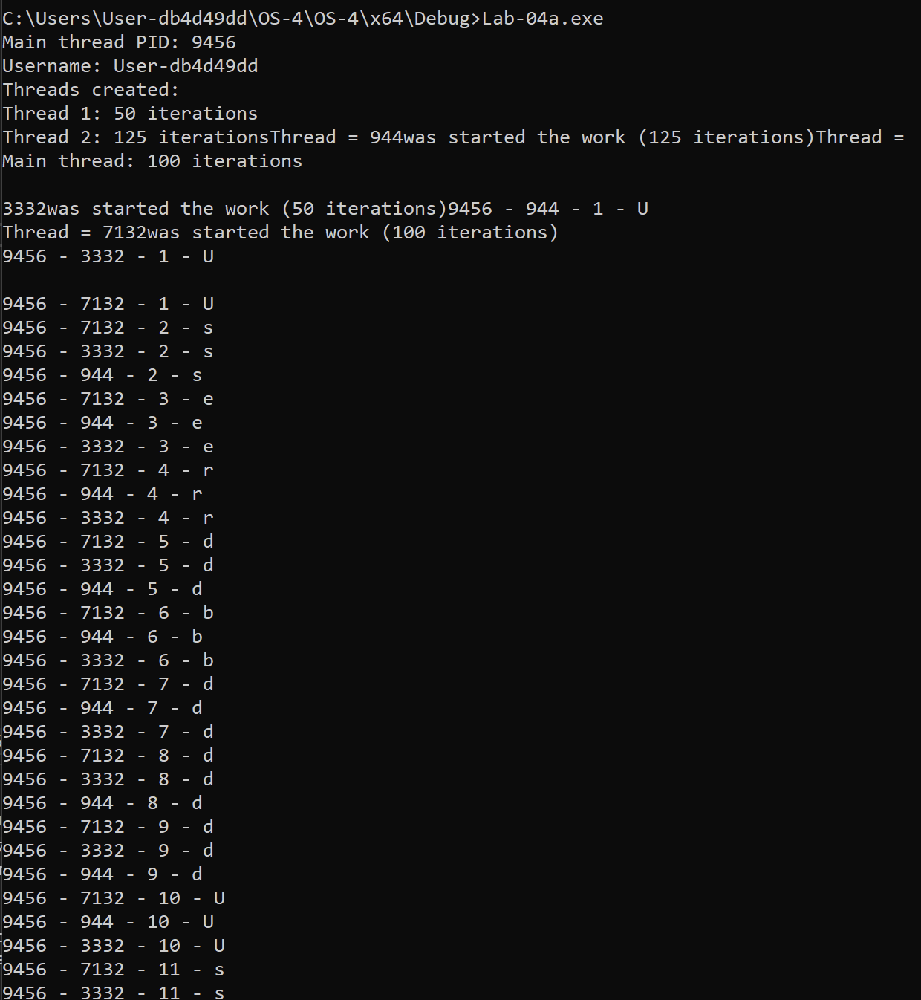 C:\Users\User-db4d49dd\OS-4\OS-4\x64\Debug>Lab-04a.exe
Main thread PID: 9456
Username: User-db4d49dd
Threads created:
Thread 1: 50 iterations
Thread 2: 125 iterationsThread = 944was started the work (125 iterations)Thread =
Main thread: 100 iterations
3332was started the work (50 iterations)9456 - 944 - 1 - U
Thread = 7132was started the work (100 iterations)
9456 - 3332 - 1 - U
9456 - 7132 - 1 - U
9456 - 7132 - 2 - s
9456 - 3332 - 2 - s
9456 - 944 - 2 - s
9456 - 7132 - 3 - e
9456 - 944 - 3 - e
9456 - 3332 - 3 - e
9456 - 7132 - 4 - r
9456 - 944 - 4 - r
9456 - 3332 - 4 - r
9456 - 7132 - 5 - d
9456 - 3332 - 5 - d
9456 - 944 - 5 - d
9456 - 7132 - 6 - b
9456 - 944 - 6 - b
9456 - 3332 - 6 - b
9456 - 7132 - 7 - d
9456 - 944 - 7 - d
9456 - 3332 - 7 - d
9456 - 7132 - 8 - d
9456 - 3332 - 8 - d
9456 - 944 - 8 - d
9456 - 7132 - 9 - d
9456 - 3332 - 9 - d
9456 - 944 - 9 - d
9456 - 7132 - 10 - U
9456 - 944 - 10 - U
9456 - 3332 - 10 - U
9456 - 7132 - 11 - s
9456 - 3332 - 11 - s